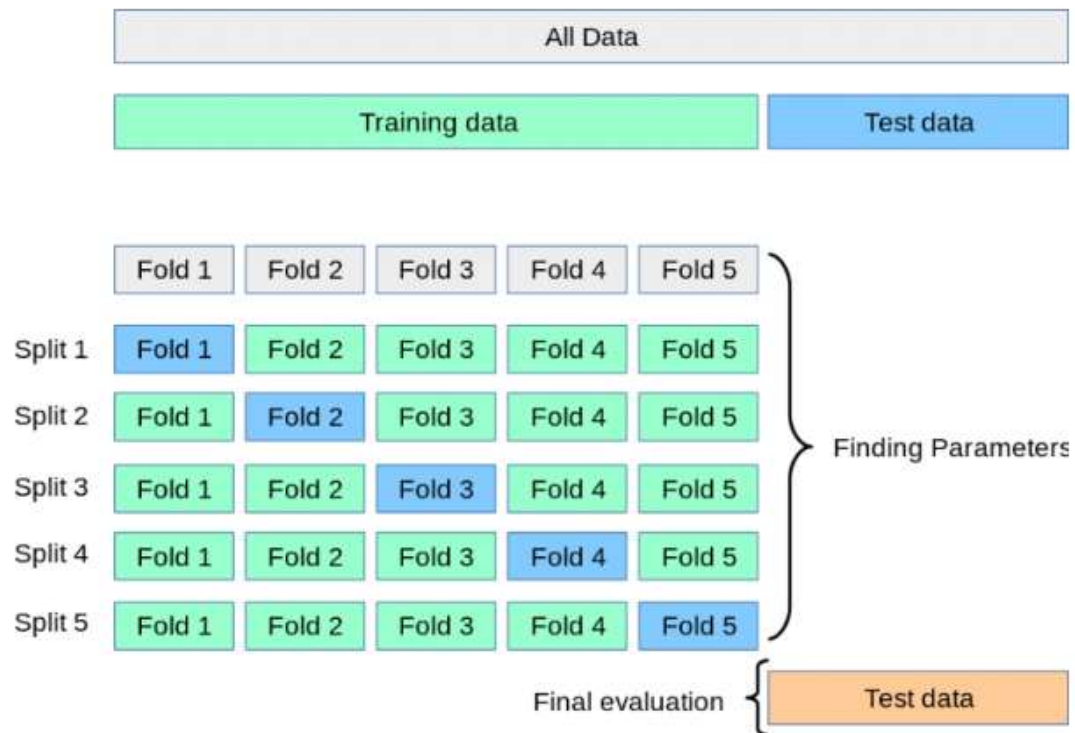 All Data
Training data Test data
Fold 1 Fold 2 Fold 3 Fold 4 Fold 5
Split 1 Fold 1 Fold 2 Fold 3 Fold 4 Fold 5
Split 2 Fold 1 Fold 2 Fold 3 Fold 4 Fold 5
Finding Parameters
Split 3 Fold 1 Fold 2 Fold 3 Fold 4 Fold 5
Split 4 Fold 1 Fold 2 Fold 3 Fold 4 Fold 5
Split 5 Fold 1 Fold 2 Fold 3 Fold 4 Fold 5
Final evaluation Test data